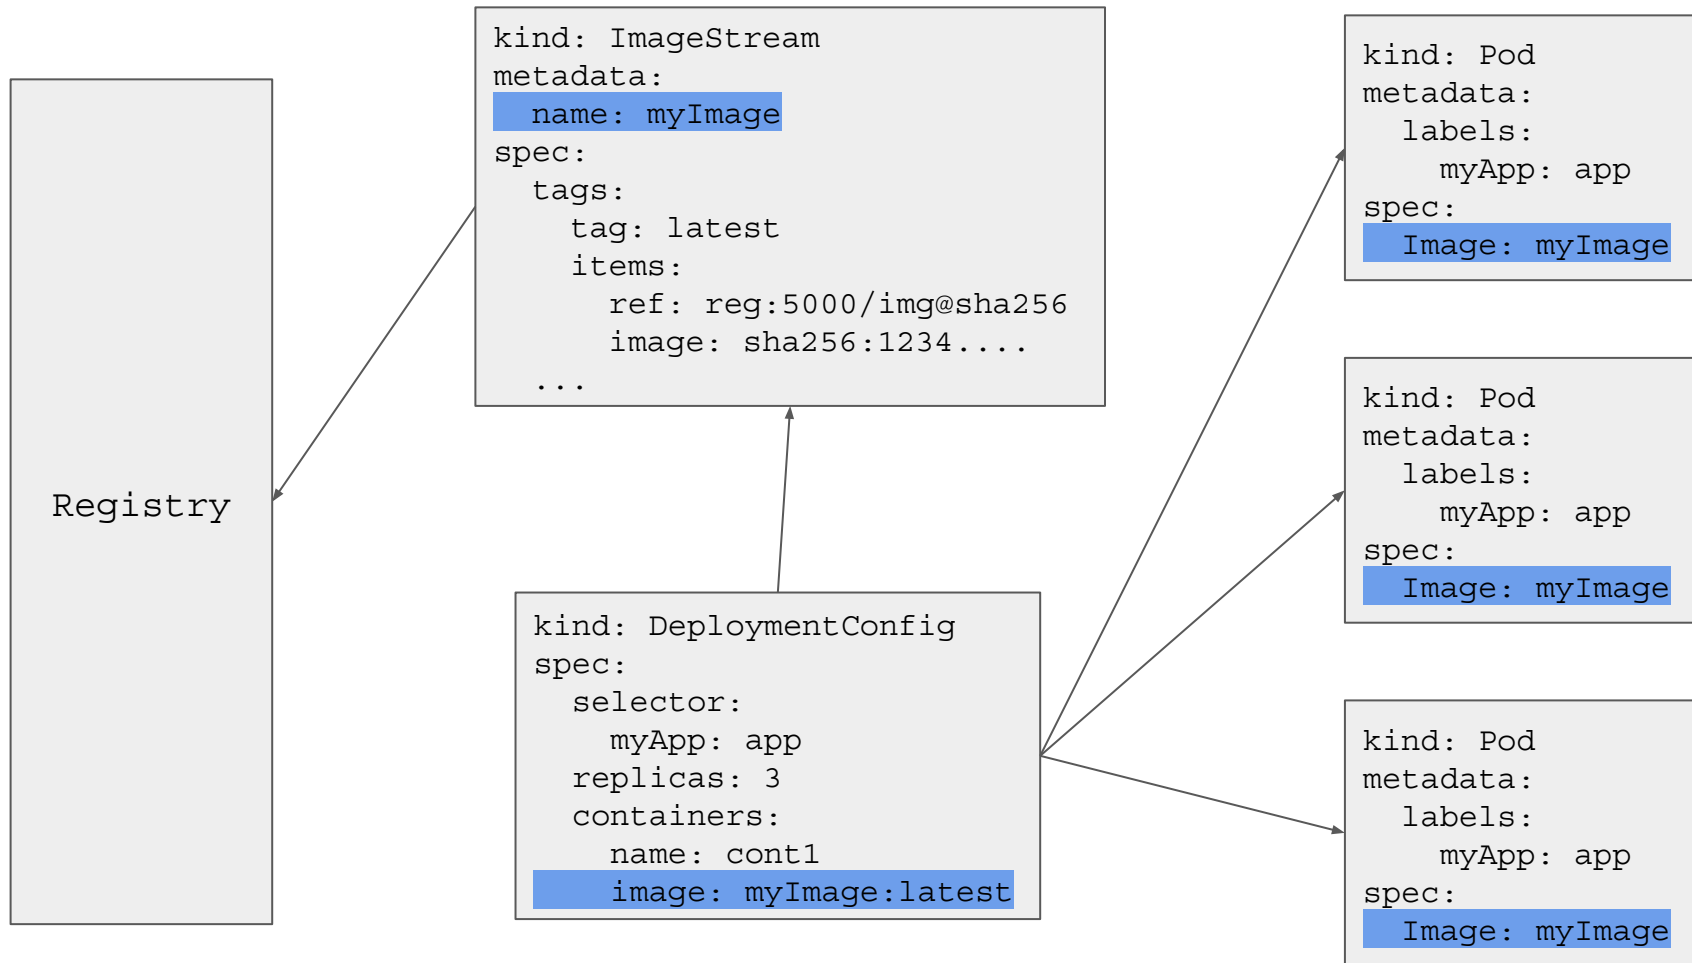 Registry
kind: ImageStream
metadata:
  name: myImage
spec:
  tags:
    tag: latest
    items:
      ref: reg:5000/img@sha256
      image: sha256:1234....
  ...
kind: DeploymentConfig
spec:
  selector:
    myApp: app
  replicas: 3
  containers:
    name: cont1
    image: myImage:latest
kind: Pod
metadata:
  labels:
    myApp: app
spec:
  Image: myImage
kind: Pod
metadata:
  labels:
    myApp: app
spec:
  Image: myImage
kind: Pod
metadata:
  labels:
    myApp: app
spec:
  Image: myImage